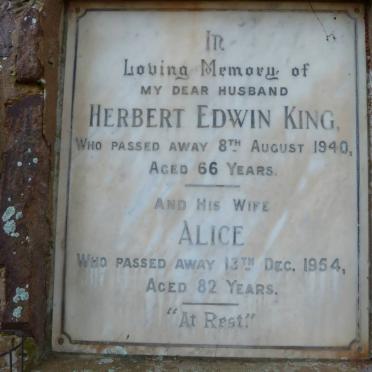 In
Loving Memory of
MY DEAR HUSBAND
HERBERT EDWIN KING,
WHO PASSED AWAY 8TH AUGUST 1940,
AGED 66 YEARS.
AND HIS WIFE
ALICE
WHO PASSED AWAY 13TH DEC. 1954,
AGED 82 YEARS.
"At Rest."